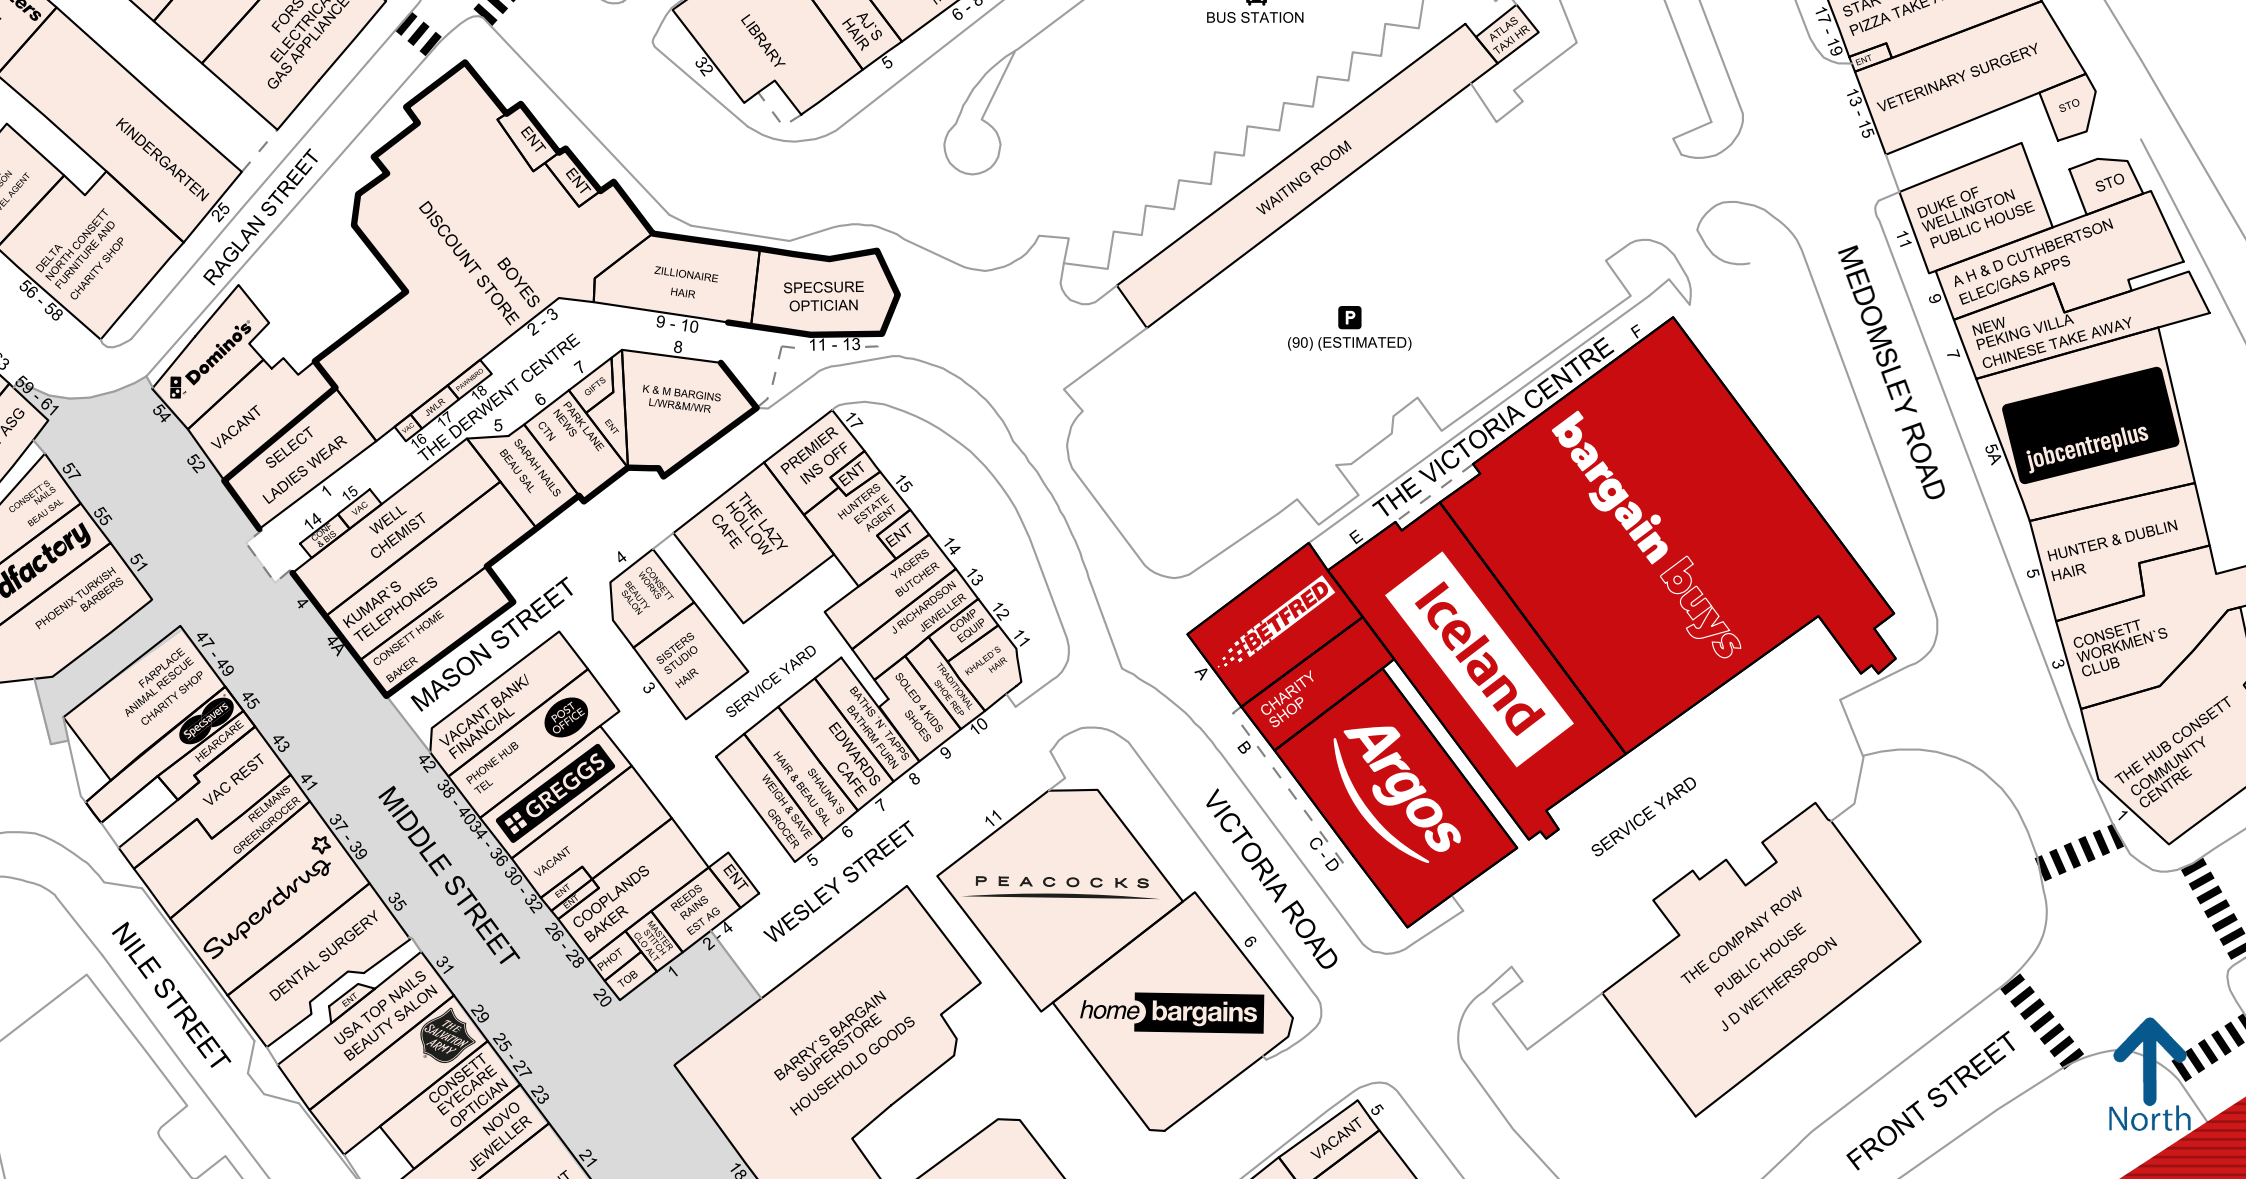 FORS
ELECTRICA
GAS APPLIANCE
KINDERGARTEN
25
RAGLAN STREET
DELTA
NORTH CONSETT
FURNITURE AND
CHARITY SHOP
56 - 58
59 - 61
LIBRARY
AJ'S
HAIR
32
5
6 - 8
BUS STATION
ATLAS
TAXI HR
WAITING ROOM
P
(90) (ESTIMATED)
17 - 19
PIZZA TAKE A
ENT
VETERINARY SURGERY
STO
13 - 15
DUKE OF
WELLINGTON
PUBLIC HOUSE
STO
11
A H & D CUTHBERTSON
ELEC/GAS APPS
9
NEW
PEKING VILLA
CHINESE TAKE AWAY
7
jobcentreplus
5A
HUNTER & DUBLIN
HAIR
5
CONSETT
WORKMEN`S
CLUB
3
THE HUB CONSETT
COMMUNITY
CENTRE
1
MEDOMSLEY ROAD
ENT
ENT
BOYES
DISCOUNT STORE
2 - 3
ZILLIONAIRE
HAIR
9 - 10
SPECSURE
OPTICIAN
11 - 13
Domino's
54
VACANT
52
SELECT
LADIES WEAR
1
THE DERWENT CENTRE
VAC
16
JWLR
17
PAWNBRO
18
14
CONF
& BIS
15
VAC
WELL
CHEMIST
4
KUMAR'S
TELEPHONES
4A
CONSETT HOME
BAKER
5
SARAH NAILS
BEAU SAL
6
CTN
PARK LANE
NEWS
7
GIFTS
ENT
8
K & M BARGINS
L/WR&M/WR
ASG
57
CONSETT`S
NAILS
BEAU SAL
55
dfactory
51
PHOENIX TURKISH
BARBERS
MASON STREET
4
CONSETT
WORKS
BEAUTY
SALON
3
SISTERS
STUDIO
HAIR
THE LAZY
HOLLOW
CAFE
17
PREMIER
INS OFF
ENT
15
HUNTERS
ESTATE
AGENT
ENT
14
YAGERS
BUTCHER
13
J RICHARDSON
JEWELLER
12
COMP
EQUIP
11
KHALED`S
HAIR
10
TRADITIONAL
SHOE REP
9
SOLED 4 KIDS
SHOES
8
BATHS `N` TAPPS
BATHRM FURN
7
EDWARDS
CAFE
6
SHAUNA'S
HAIR & BEAU SAL
5
WEIGH & SAVE
GROCER
SERVICE YARD
WESLEY STREET
47 - 49
FARPLACE
ANIMAL RESCUE
CHARITY SHOP
45
Specsavers
HEARCARE
43
VAC REST
41
RELMANS
GREENGROCER
37 - 39
Superdrug
35
DENTAL SURGERY
ENT
31
USA TOP NAILS
BEAUTY SALON
29
THE
SALVATION
ARMY
25 - 27
CONSETT
EYECARE
OPTICIAN
23
NOVO
JEWELLER
21
NILE STREET
MIDDLE STREET
VACANT BANK/
FINANCIAL
42
PHONE HUB
TEL
POST
OFFICE
38 - 40
GREGGS
34 - 36
VACANT
30 - 32
ENT
ENT
COOPLANDS
BAKER
26 - 28
PHOT
TOB
20
MASTER
STITCH
CLO ALT
1
REEDS
RAINS
EST AG
2 - 4
ENT
BARRY`S BARGAIN
SUPERSTORE
HOUSEHOLD GOODS
18
11
PEACOCKS
home bargains
6
VICTORIA ROAD
THE VICTORIA CENTRE
A
BETFRED
B
CHARITY
SHOP
C - D
Argos
E
Iceland
F
bargain buys
SERVICE YARD
THE COMPANY ROW
PUBLIC HOUSE
J D WETHERSPOON
FRONT STREET
5
VACANT
North